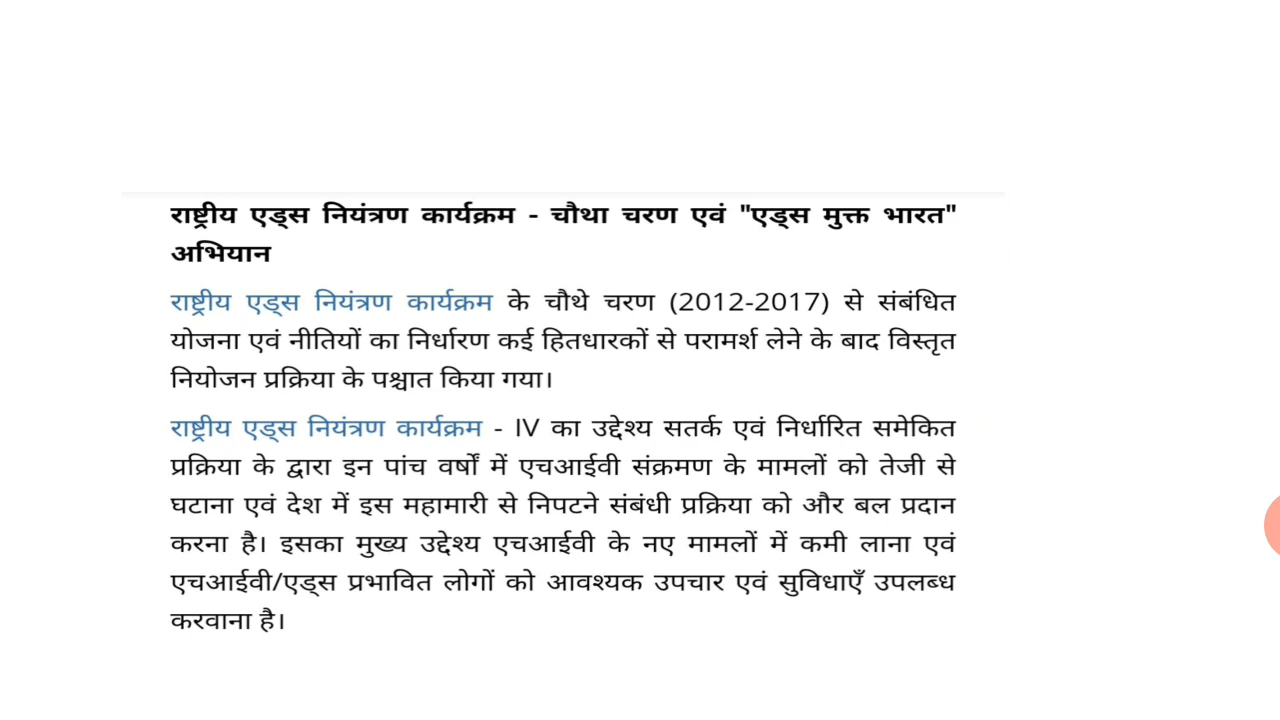 राष्ट्रीय एड्स नियंत्रण कार्यक्रम - चौथा चरण एवं "एड्स मुक्त भारत"
अभियान
राष्ट्रीय एड्स नियंत्रण कार्यक्रम के चौथे चरण (2012-2017) से संबंधित
योजना एवं नीतियों का निर्धारण कई हितधारकों से परामर्श लेने के बाद विस्तृत
नियोजन प्रक्रिया के पश्चात किया गया।
राष्ट्रीय एड्स नियंत्रण कार्यक्रम - IV का उद्देश्य सतर्क एवं निर्धारित समेकित
प्रक्रिया के द्वारा इन पांच वर्षों में एचआईवी संक्रमण के मामलों को तेजी से
घटाना एवं देश में इस महामारी से निपटने संबंधी प्रक्रिया को और बल प्रदान
करना है। इसका मुख्य उद्देश्य एचआईवी के नए मामलों में कमी लाना एवं
एचआईवी/एड्स प्रभावित लोगों को आवश्यक उपचार एवं सुविधाएँ उपलब्ध
करवाना है।